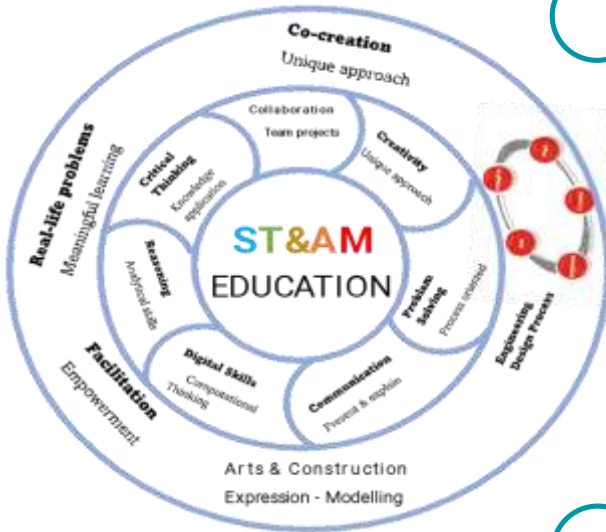 Co-creation
Unique approach
Real-life problems
Meaningful learning
Collaboration
Team projects
Creativity
Unique approach
Critical
Thinking
Knowledge
application
ST&AM
EDUCATION
Reasoning
Analytical skills
Problem
Solving
Process oriented
Digital Skills
Computational
Thinking
Communication
Present & explain
Engineering
Design Process
Facilitation
Empowerment
Arts & Construction
Expression - Modelling